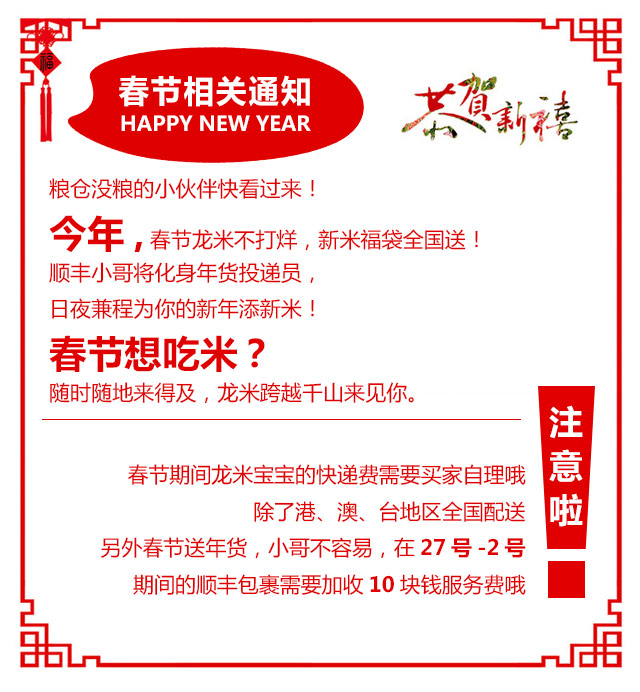 福
春节相关通知
HAPPY NEW YEAR
恭贺新禧
粮仓没粮的小伙伴快看过来！
今年，春节龙米不打烊，新米福袋全国送！
顺丰小哥将化身年货投递员，
日夜兼程为你的新年添新米！
春节想吃米？
随时随地来得及，龙米跨越千山来见你。
注意啦！
春节期间龙米宝宝的快递费需要买家自理哦
除了港、澳、台地区全国配送
另外春节送年货，小哥不容易，在 27 号 -2 号
期间的顺丰包裹需要加收 10 块钱服务费哦